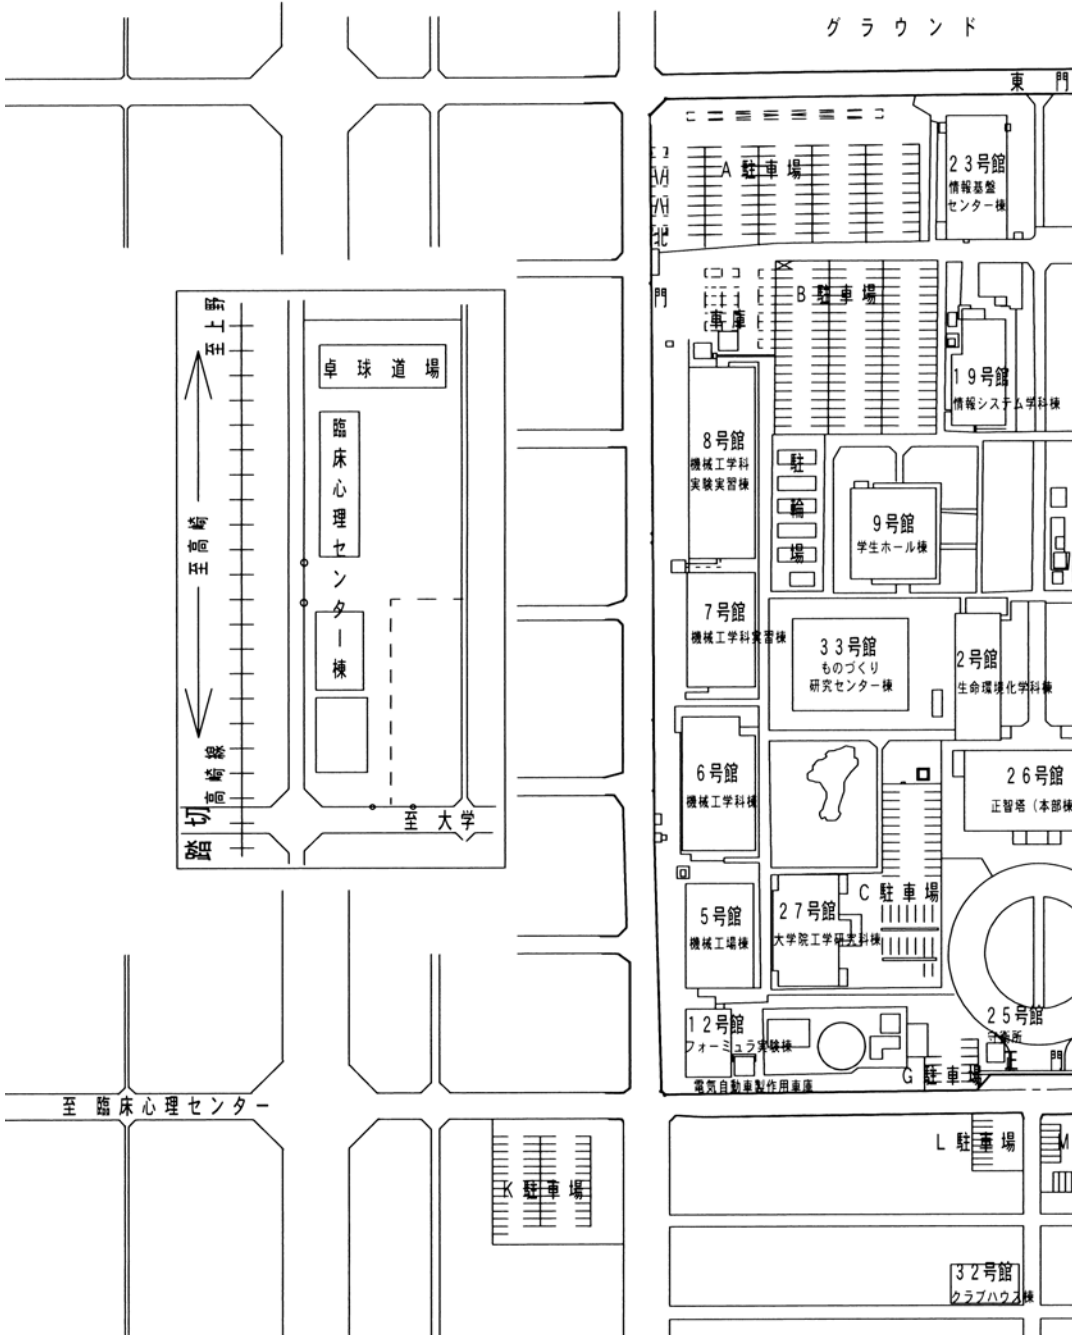 グラウンド
東門
A駐車場
23号館
情報基盤
センター棟
北
門
車庫
B駐車場
19号館
情報システム学科棟
至上野
至高崎
高崎線
踏切
卓球道場
臨床心理センター棟
至大学
8号館
機械工学科
実験実習棟
駐輪場
9号館
学生ホール棟
7号館
機械工学科実習棟
33号館
ものづくり
研究センター棟
2号館
生命環境化学科棟
6号館
機械工学科棟
26号館
正智塔(本部棟
C駐車場
5号館
機械工場棟
27号館
大学院工学研究科棟
12号館
フォーミュラ実験棟
電気自動車製作用車庫
25号館
守衛所
正門
G駐車場
至 臨床心理センター
L駐車場
M
K駐車場
32号館
クラブハウス棟